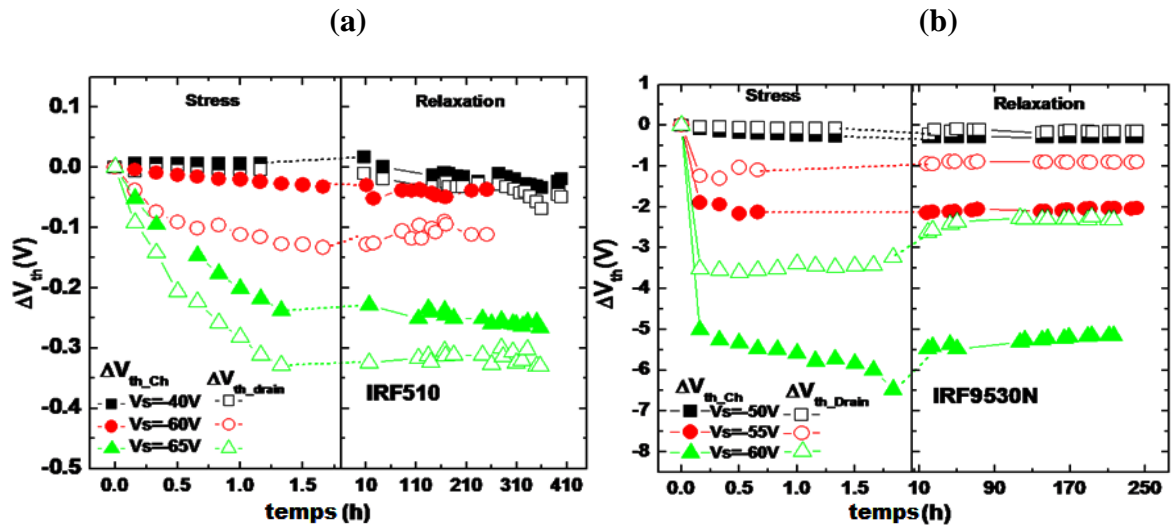 (a) (b)
Stress Relaxation
0.1
0.0
-0.1
-0.2
-0.3
-0.4
-0.5
ΔVth(V)
ΔVth_Ch ΔVth_drain
Vs=-40V
Vs=-60V
Vs=-65V
IRF510
0.0 0.5 1.0 1.5 10 110 210 310 410
temps (h)
Stress Relaxation
1
0
-1
-2
-3
-4
-5
-6
-7
-8
ΔVth(V)
ΔVth_Ch ΔVth_Drain
Vs=-50V
Vs=-55V
Vs=-60V
IRF9530N
0.0 0.5 1.0 1.5 10 90 170 250
temps (h)